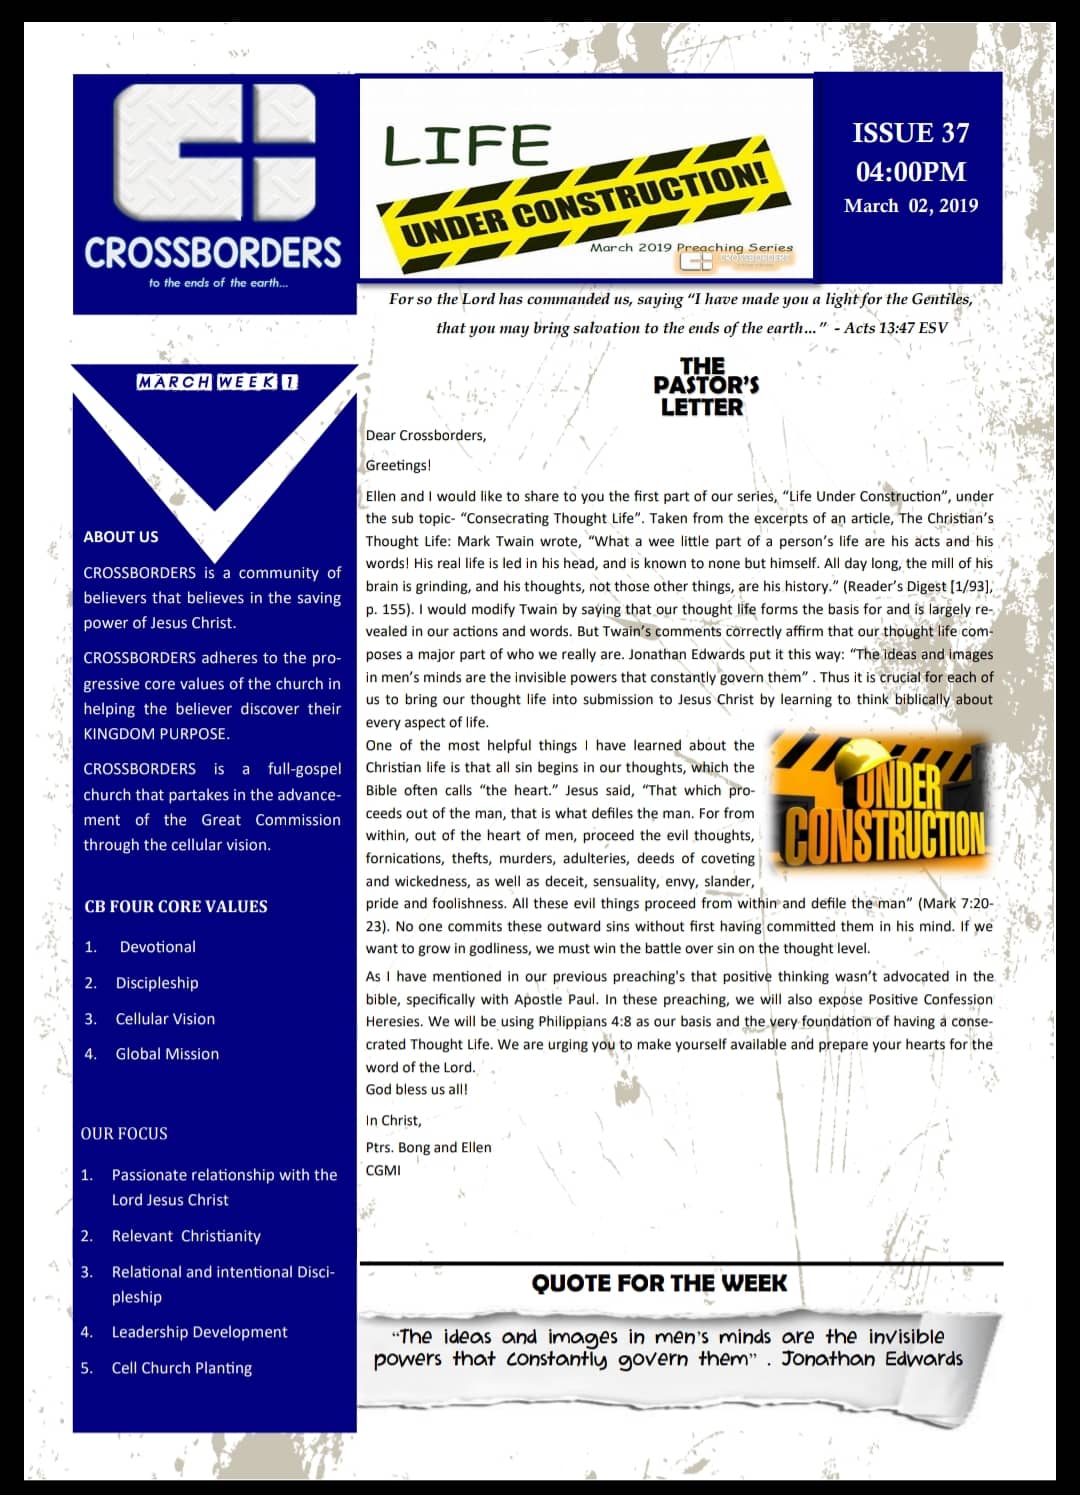 CROSSBORDERS
to the ends of the earth...
LIFE
UNDER CONSTRUCTION!
March 2019 Preaching Series
CROSSBORDERS
ISSUE 37
04:00PM
March 02, 2019
For so the Lord has commanded us, saying “I have made you a light for the Gentiles,
that you may bring salvation to the ends of the earth...” - Acts 13:47 ESV
MARCH WEEK 1
ABOUT US
CROSSBORDERS is a community of
believers that believes in the saving
power of Jesus Christ.
CROSSBORDERS adheres to the pro-
gressive core values of the church in
helping the believer discover their
KINGDOM PURPOSE.
CROSSBORDERS is a full-gospel
church that partakes in the advance-
ment of the Great Commission
through the cellular vision.
CB FOUR CORE VALUES
1. Devotional
2. Discipleship
3. Cellular Vision
4. Global Mission
OUR FOCUS
1. Passionate relationship with the
Lord Jesus Christ
2. Relevant Christianity
3. Relational and intentional Disci-
pleship
4. Leadership Development
5. Cell Church Planting
THE
PASTOR'S
LETTER
Dear Crossborders,
Greetings!
Ellen and I would like to share to you the first part of our series, “Life Under Construction”, under
the sub topic- “Consecrating Thought Life”. Taken from the excerpts of an article, The Christian’s
Thought Life: Mark Twain wrote, “What a wee little part of a person’s life are his acts and his
words! His real life is led in his head, and is known to none but himself. All day long, the mill of his
brain is grinding, and his thoughts, not those other things, are his history.” (Reader’s Digest [1/93],
p. 155). I would modify Twain by saying that our thought life forms the basis for and is largely re-
vealed in our actions and words. But Twain’s comments correctly affirm that our thought life com-
poses a major part of who we really are. Jonathan Edwards put it this way: “The ideas and images
in men’s minds are the invisible powers that constantly govern them” . Thus it is crucial for each of
us to bring our thought life into submission to Jesus Christ by learning to think biblically about
every aspect of life.
One of the most helpful things I have learned about the
Christian life is that all sin begins in our thoughts, which the
Bible often calls “the heart.” Jesus said, “That which pro-
ceeds out of the man, that is what defiles the man. For from
within, out of the heart of men, proceed the evil thoughts,
fornications, thefts, murders, adulteries, deeds of coveting
and wickedness, as well as deceit, sensuality, envy, slander,
pride and foolishness. All these evil things proceed from within and defile the man” (Mark 7:20-
23). No one commits these outward sins without first having committed them in his mind. If we
want to grow in godliness, we must win the battle over sin on the thought level.
UNDER
CONSTRUCTION
As I have mentioned in our previous preaching's that positive thinking wasn’t advocated in the
bible, specifically with Apostle Paul. In these preaching, we will also expose Positive Confession
Heresies. We will be using Philippians 4:8 as our basis and the very foundation of having a conse-
crated Thought Life. We are urging you to make yourself available and prepare your hearts for the
word of the Lord.
God bless us all!
In Christ,
Ptrs. Bong and Ellen
CGMI
QUOTE FOR THE WEEK
“The ideas and images in men's minds are the invisible
powers that constantly govern them” . Jonathan Edwards